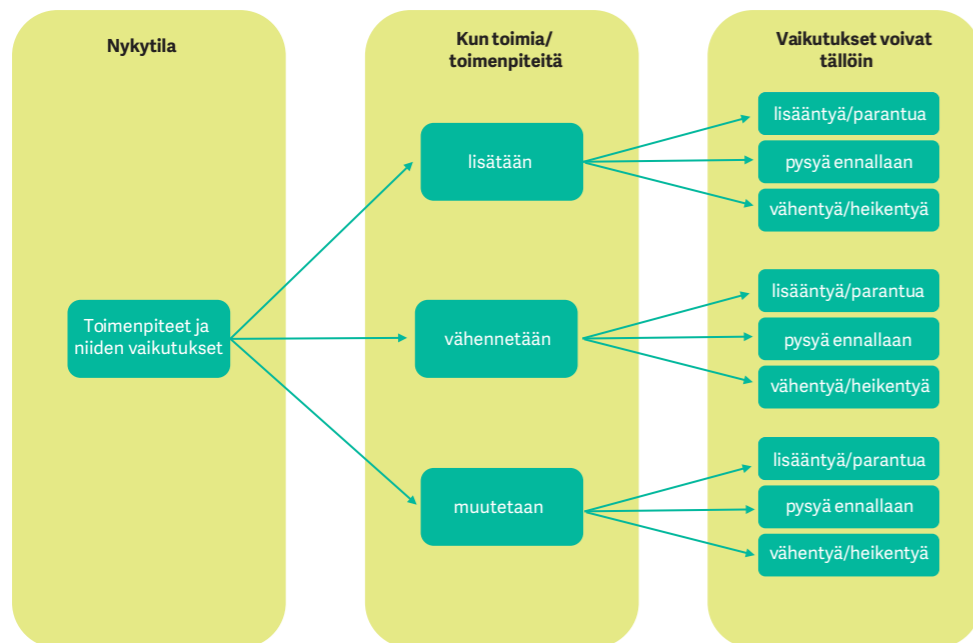 Nykytila
Kun toimia/
toimenpiteitä
Vaikutukset voivat
tällöin
Toimenpiteet ja
niiden vaikutukset
lisätään
lisääntyä/parantua
pysyä ennallaan
vähentyä/heikentyä
vähennetään
lisääntyä/parantua
pysyä ennallaan
vähentyä/heikentyä
muutetaan
lisääntyä/parantua
pysyä ennallaan
vähentyä/heikentyä